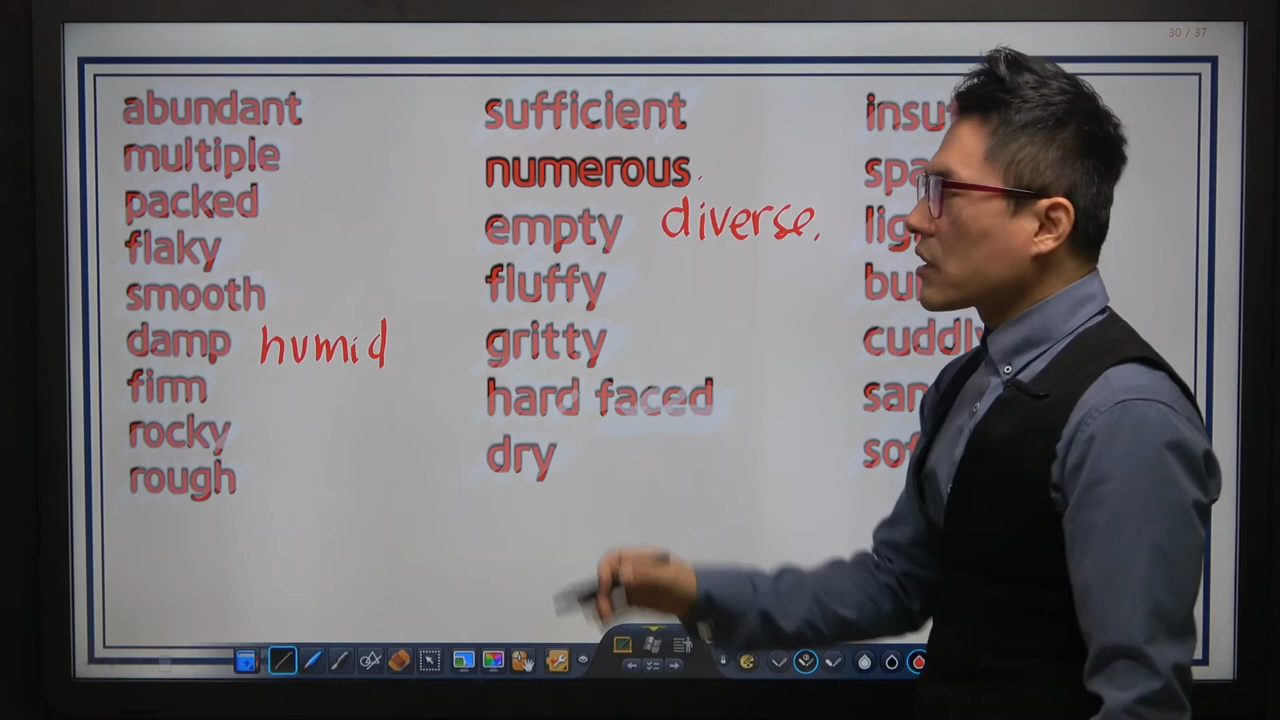 30 / 37
abundant
multiple
packed
flaky
smooth
damp humid
firm
rocky
rough
sufficient
numerous
empty diverse.
fluffy
gritty
hard faced
dry